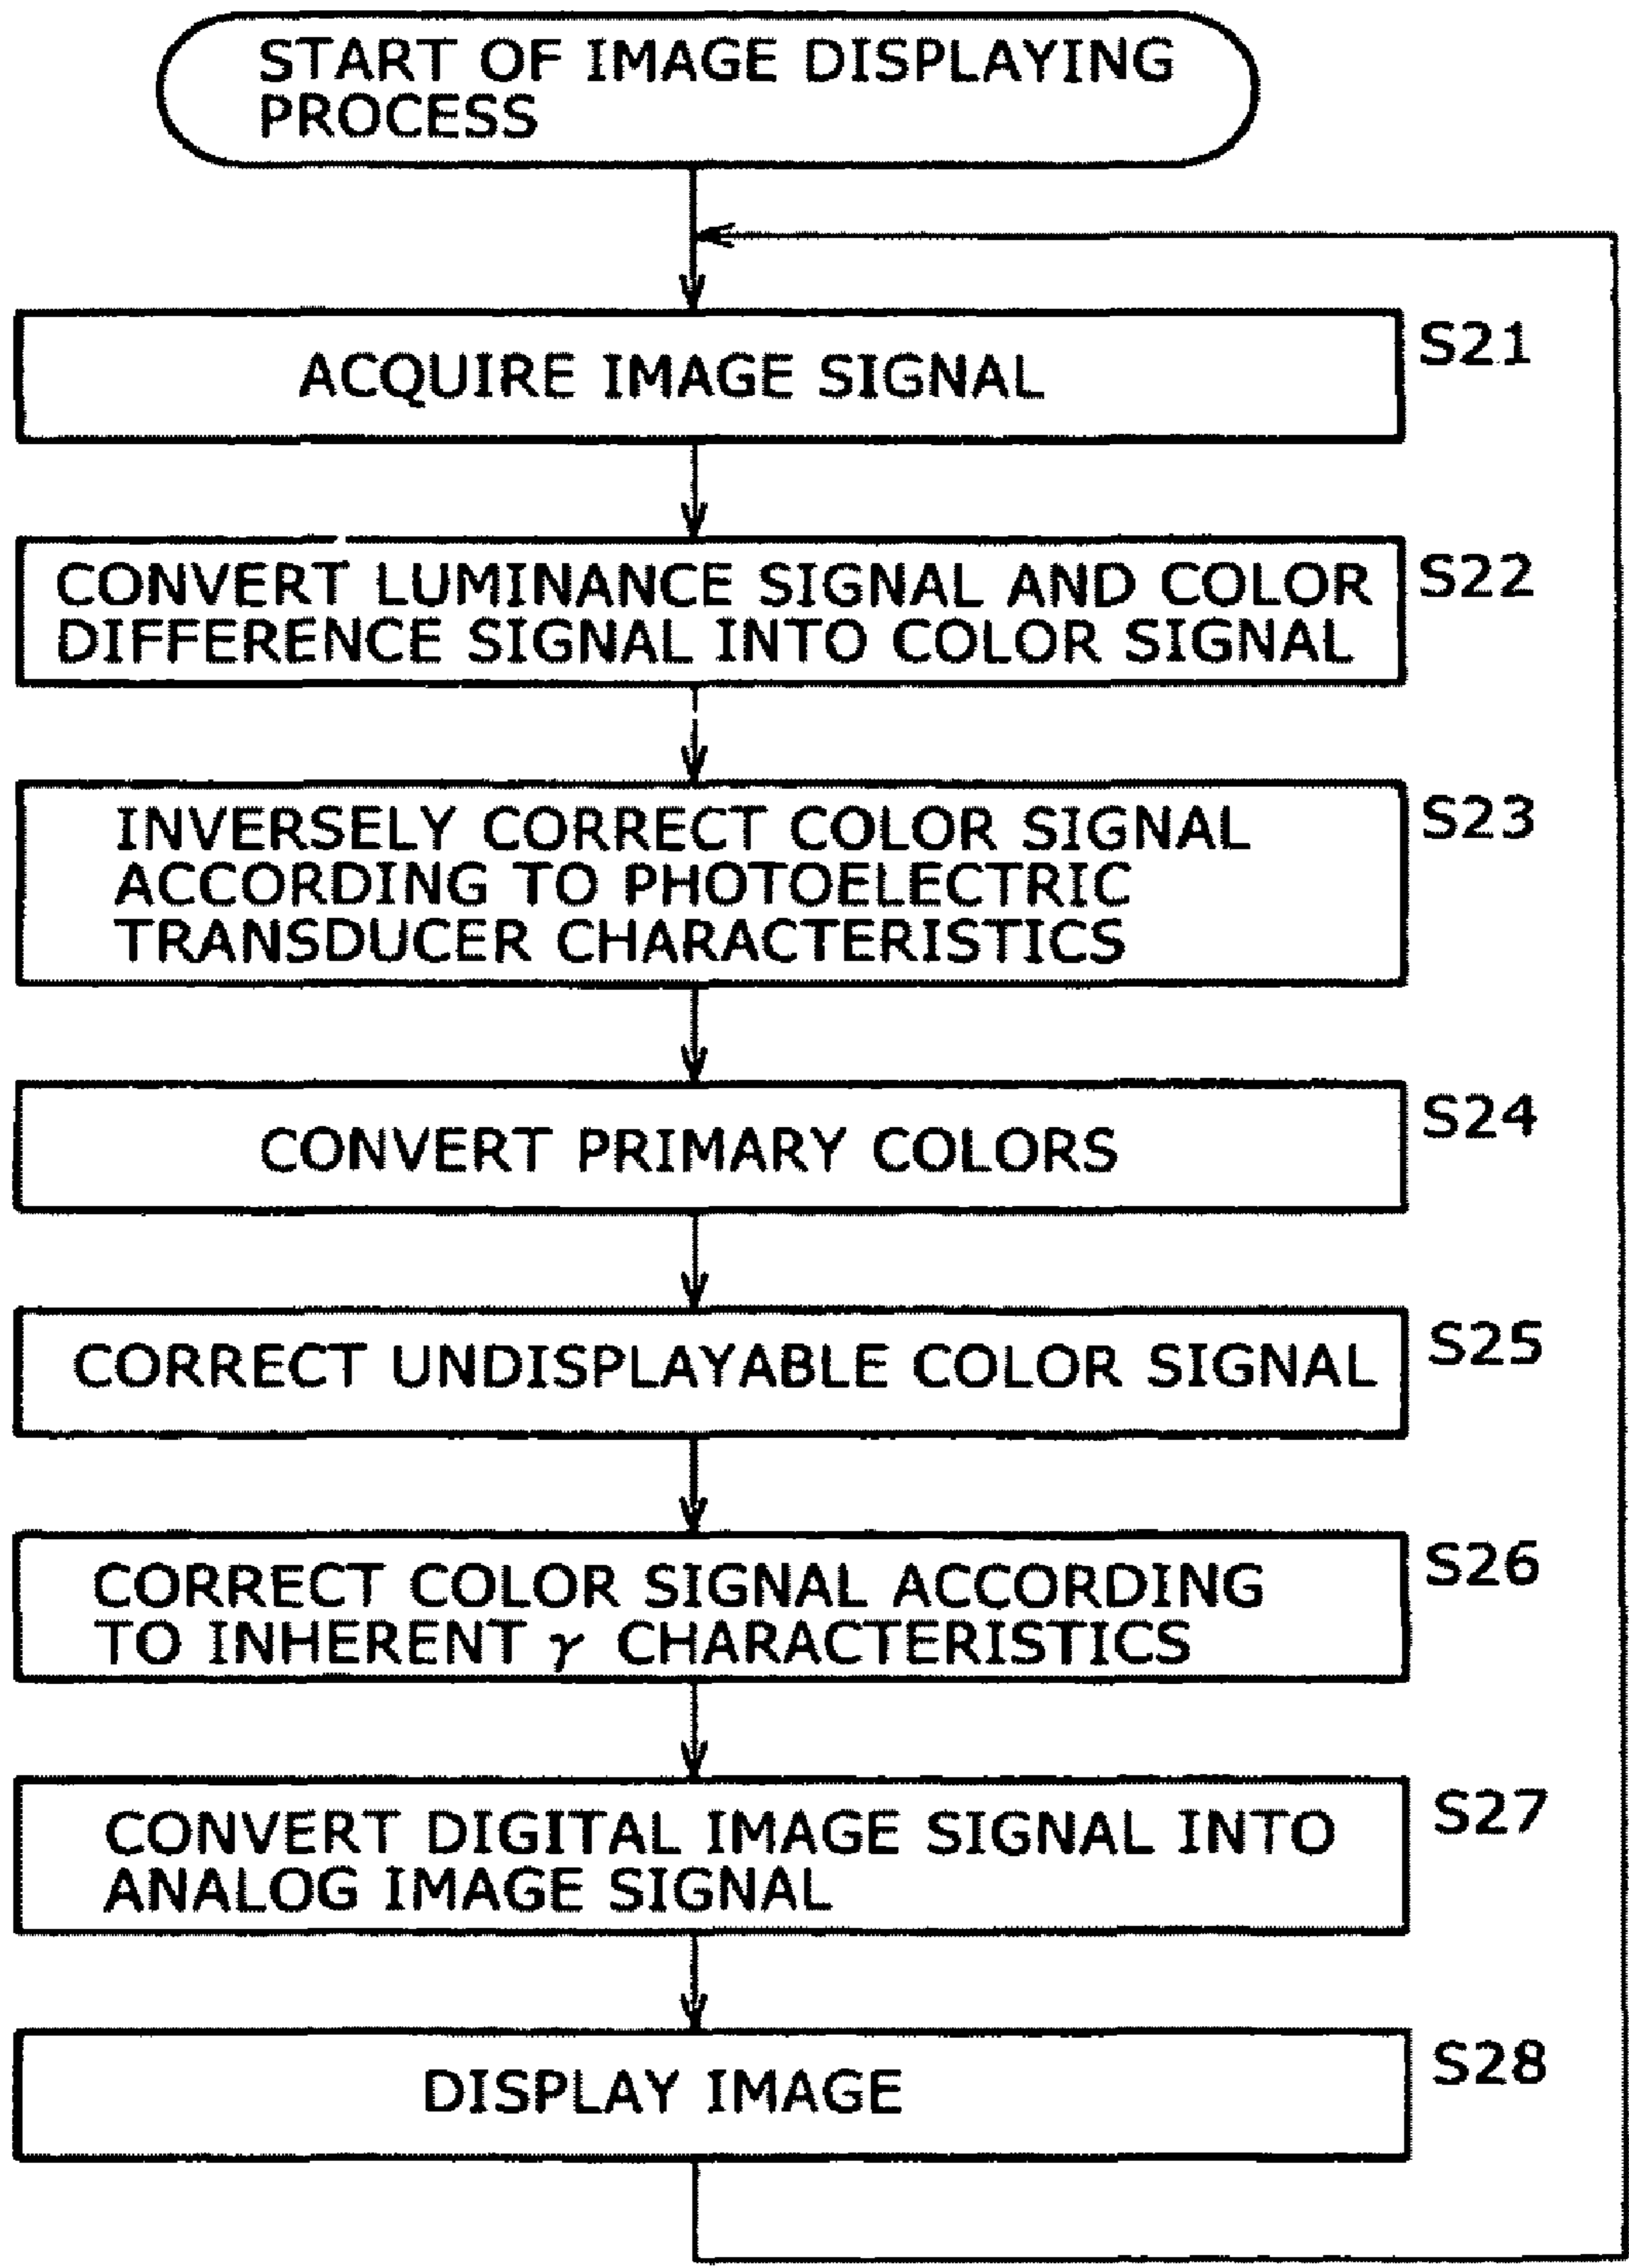 START OF IMAGE DISPLAYING
PROCESS
ACQUIRE IMAGE SIGNAL
S21
CONVERT LUMINANCE SIGNAL AND COLOR
DIFFERENCE SIGNAL INTO COLOR SIGNAL
S22
INVERSELY CORRECT COLOR SIGNAL
ACCORDING TO PHOTOELECTRIC
TRANSDUCER CHARACTERISTICS
S23
CONVERT PRIMARY COLORS
S24
CORRECT UNDISPLAYABLE COLOR SIGNAL
S25
CORRECT COLOR SIGNAL ACCORDING
TO INHERENT γ CHARACTERISTICS
S26
CONVERT DIGITAL IMAGE SIGNAL INTO
ANALOG IMAGE SIGNAL
S27
DISPLAY IMAGE
S28